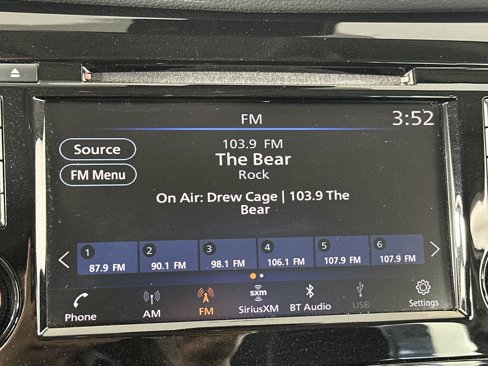 FM
3:52
Source
FM Menu
103.9 FM
The Bear
Rock
On Air: Drew Cage | 103.9 The
Bear
1
87.9 FM
2
90.1 FM
3
98.1 FM
4
106.1 FM
5
107.9 FM
6
107.9 FM
Phone
AM
FM
sxm
SiriusXM
BT Audio
USB
Settings